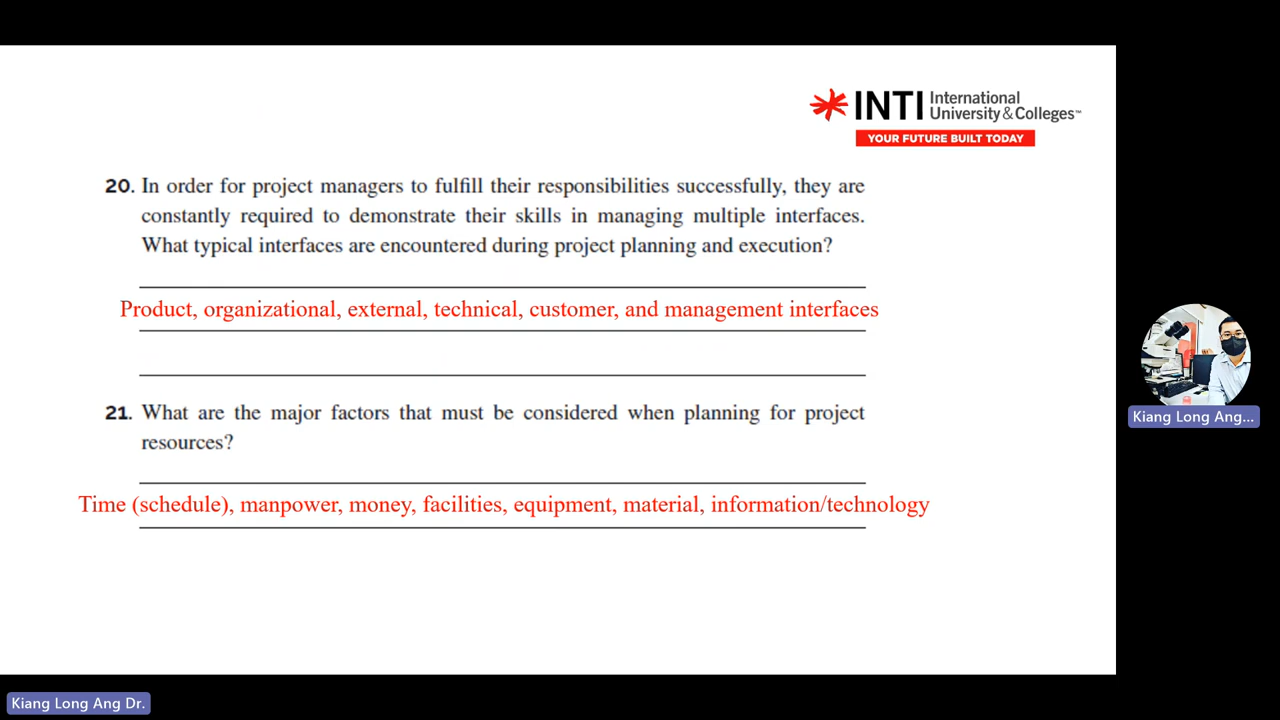 INTI International
University & Colleges™
YOUR FUTURE BUILT TODAY
20. In order for project managers to fulfill their responsibilities successfully, they are
constantly required to demonstrate their skills in managing multiple interfaces.
What typical interfaces are encountered during project planning and execution?
Product, organizational, external, technical, customer, and management interfaces
21. What are the major factors that must be considered when planning for project
resources?
Time (schedule), manpower, money, facilities, equipment, material, information/technology
Kiang Long Ang...
Kiang Long Ang Dr.